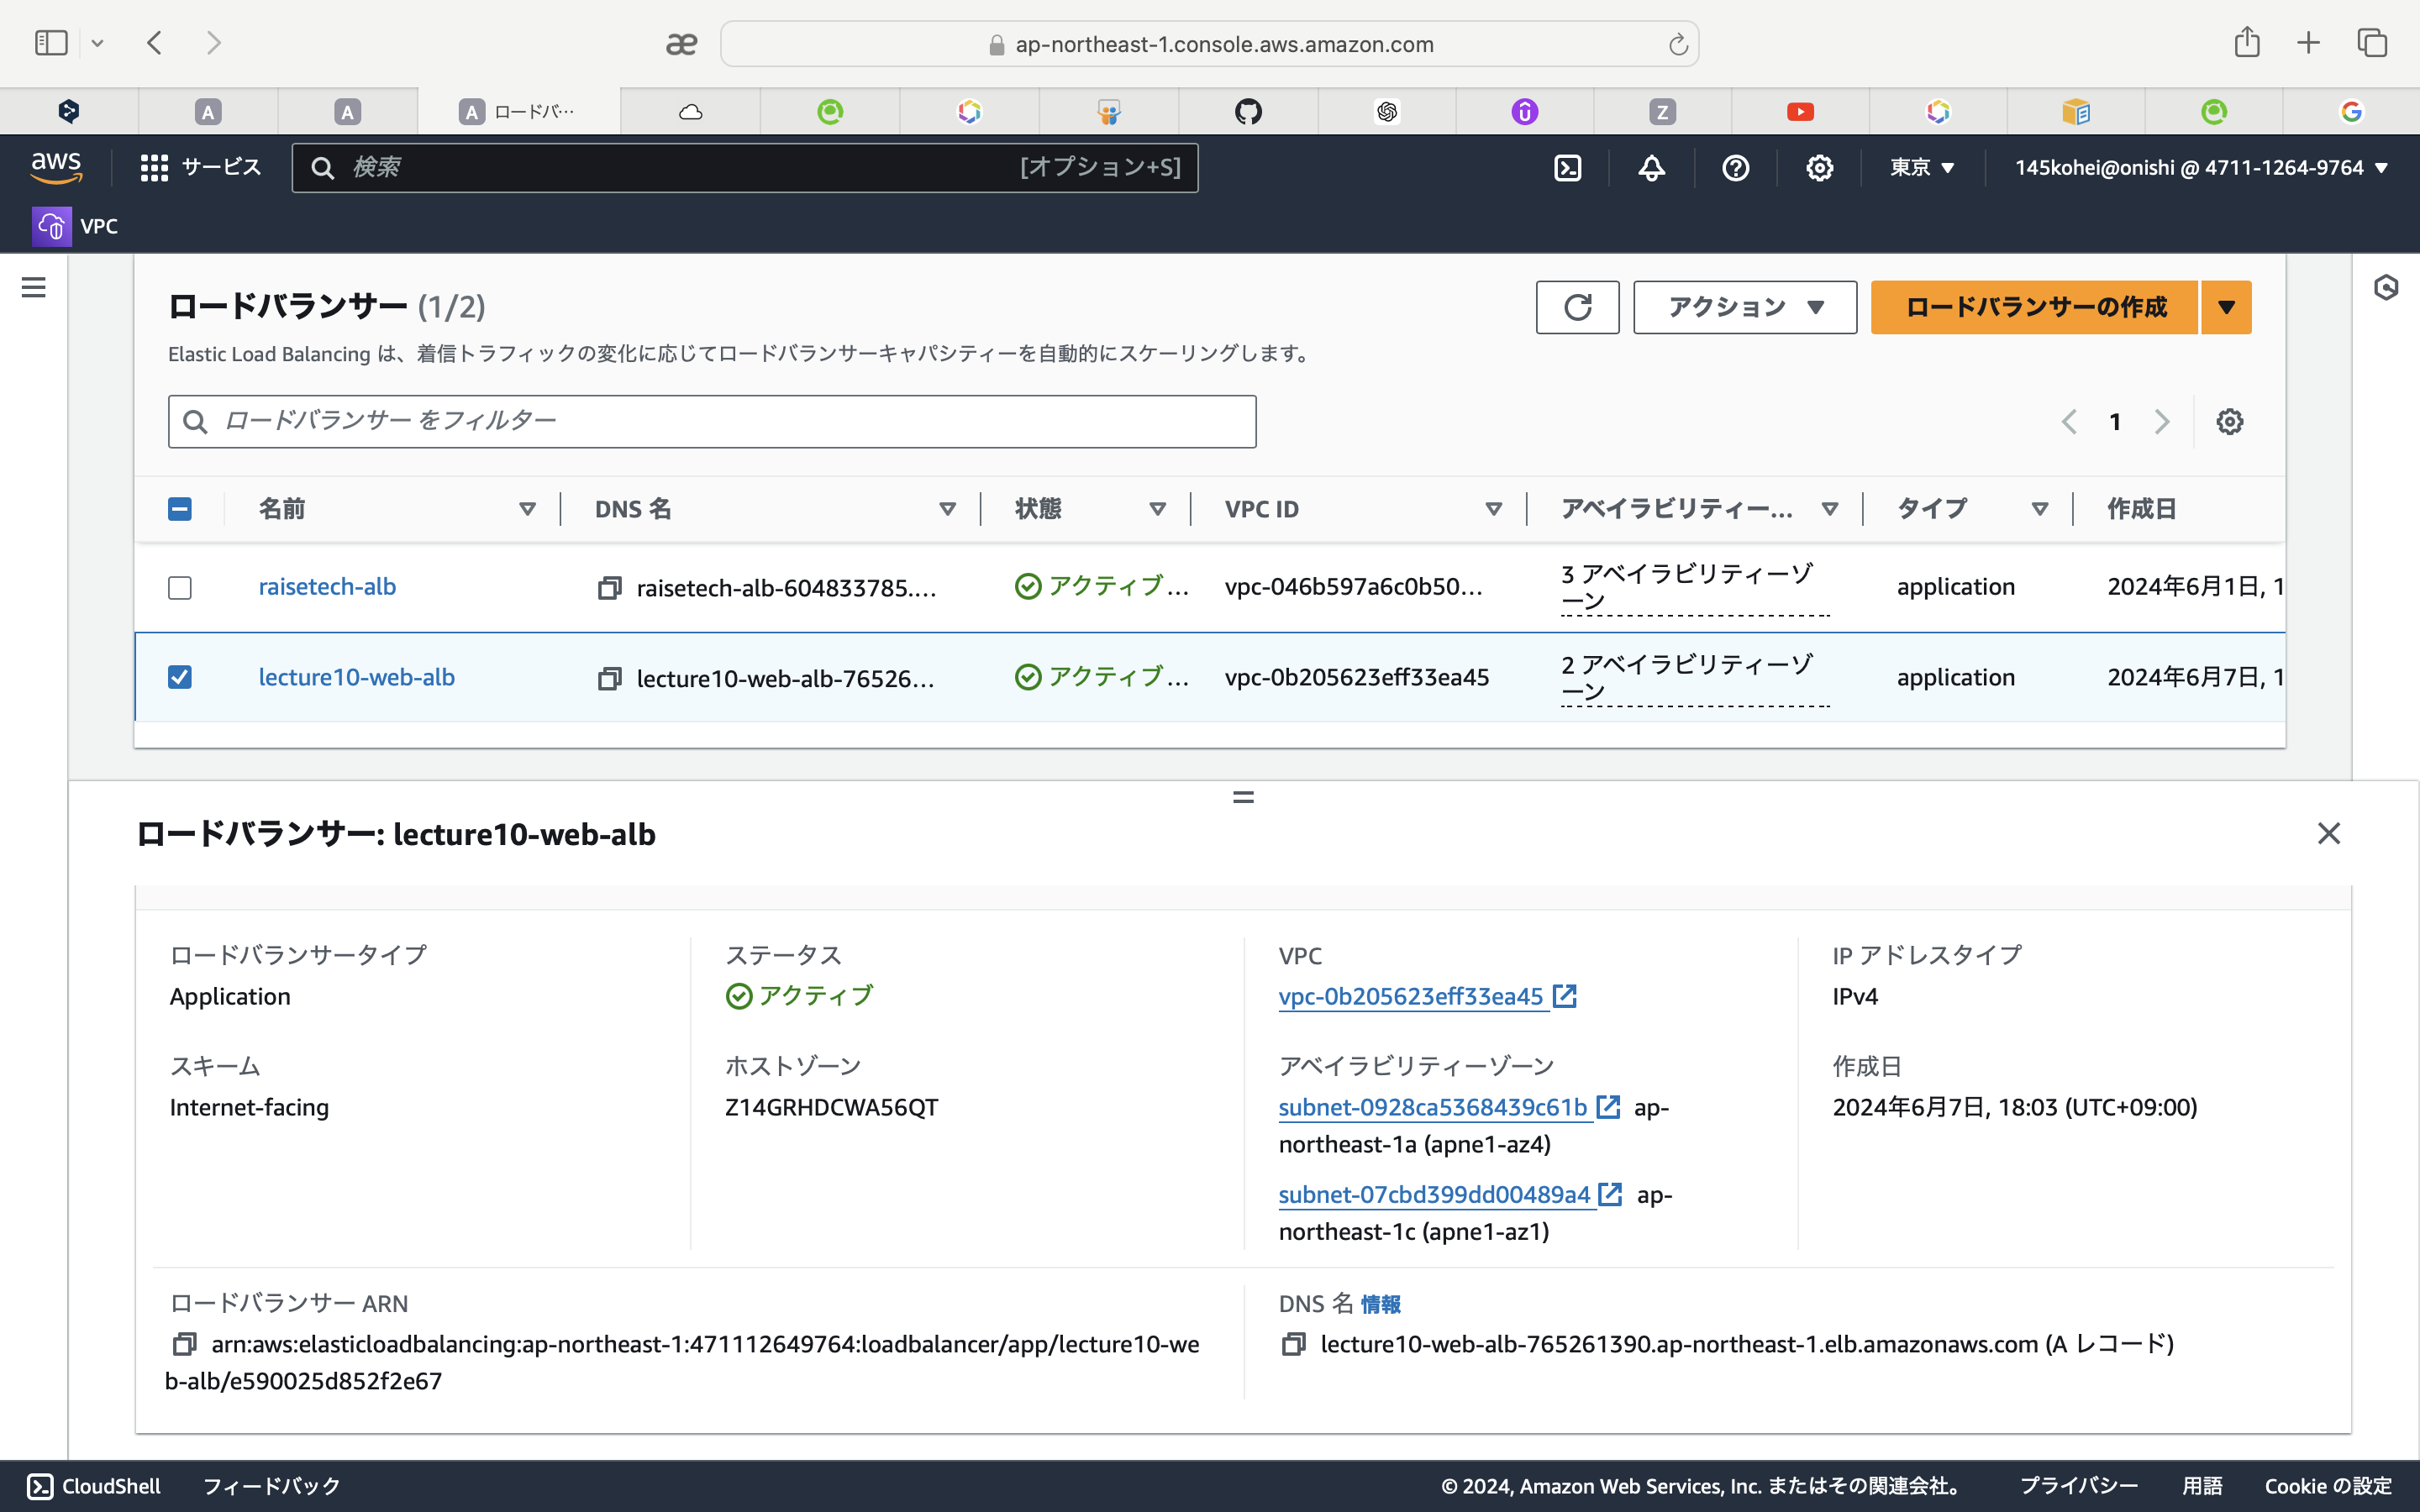 ap-northeast-1.console.aws.amazon.com
ロードバ…
aws
サービス
検索
[オプション+S]
東京
145kohei@onishi @ 4711-1264-9764
VPC
ロードバランサー (1/2)
アクション
ロードバランサーの作成
Elastic Load Balancing は、着信トラフィックの変化に応じてロードバランサーキャパシティーを自動的にスケーリングします。
ロードバランサー をフィルター
1
名前 DNS 名 状態 VPC ID アベイラビリティー... タイプ 作成日
raisetech-alb raisetech-alb-604833785.... アクティブ... vpc-046b597a6c0b50... 3 アベイラビリティーゾ
ーン
application 2024年6月1日, 1
lecture10-web-alb lecture10-web-alb-76526... アクティブ... vpc-0b205623eff33ea45 2 アベイラビリティーゾ
ーン
application 2024年6月7日, 1
ロードバランサー: lecture10-web-alb
ロードバランサータイプ
Application
ステータス
アクティブ
VPC
vpc-0b205623eff33ea45
IP アドレスタイプ
IPv4
スキーム
Internet-facing
ホストゾーン
Z14GRHDCWA56QT
アベイラビリティーゾーン
subnet-0928ca5368439c61b ap-
northeast-1a (apne1-az4)
subnet-07cbd399dd00489a4 ap-
northeast-1c (apne1-az1)
作成日
2024年6月7日, 18:03 (UTC+09:00)
ロードバランサー ARN
arn:aws:elasticloadbalancing:ap-northeast-1:471112649764:loadbalancer/app/lecture10-we
b-alb/e590025d852f2e67
DNS 名 情報
lecture10-web-alb-765261390.ap-northeast-1.elb.amazonaws.com (A レコード)
CloudShell
フィードバック
© 2024, Amazon Web Services, Inc. またはその関連会社。
プライバシー
用語
Cookie の設定